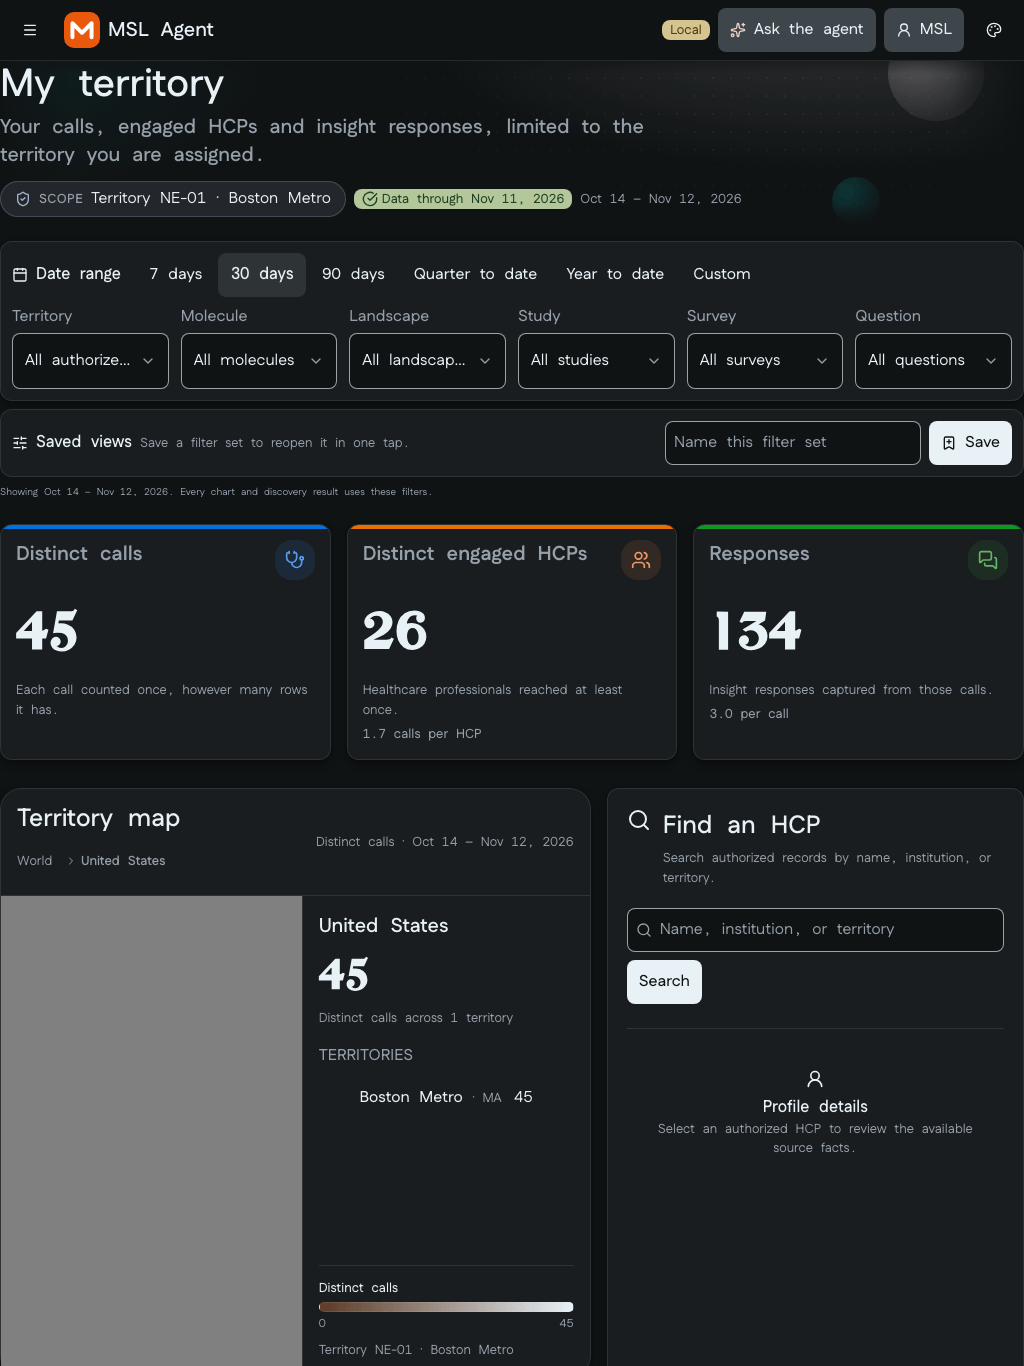 MSL Agent
Local
Ask the agent
MSL
My territory
Your calls, engaged HCPs and insight responses, limited to the
territory you are assigned.
SCOPE Territory NE-01 · Boston Metro
Data through Nov 11, 2026
Oct 14 – Nov 12, 2026
Date range
7 days
30 days
90 days
Quarter to date
Year to date
Custom
Territory
Molecule
Landscape
Study
Survey
Question
All authorize…
All molecules
All landscap…
All studies
All surveys
All questions
Saved views Save a filter set to reopen it in one tap.
Name this filter set
Save
Showing Oct 14 – Nov 12, 2026. Every chart and discovery result uses these filters.
Distinct calls
45
Each call counted once, however many rows
it has.
Distinct engaged HCPs
26
Healthcare professionals reached at least
once.
1.7 calls per HCP
Responses
134
Insight responses captured from those calls.
3.0 per call
Territory map
World
United States
Distinct calls · Oct 14 – Nov 12, 2026
United States
45
Distinct calls across 1 territory
TERRITORIES
Boston Metro · MA 45
Distinct calls
0
45
Territory NE-01 · Boston Metro
Find an HCP
Search authorized records by name, institution, or
territory.
Name, institution, or territory
Search
Profile details
Select an authorized HCP to review the available
source facts.